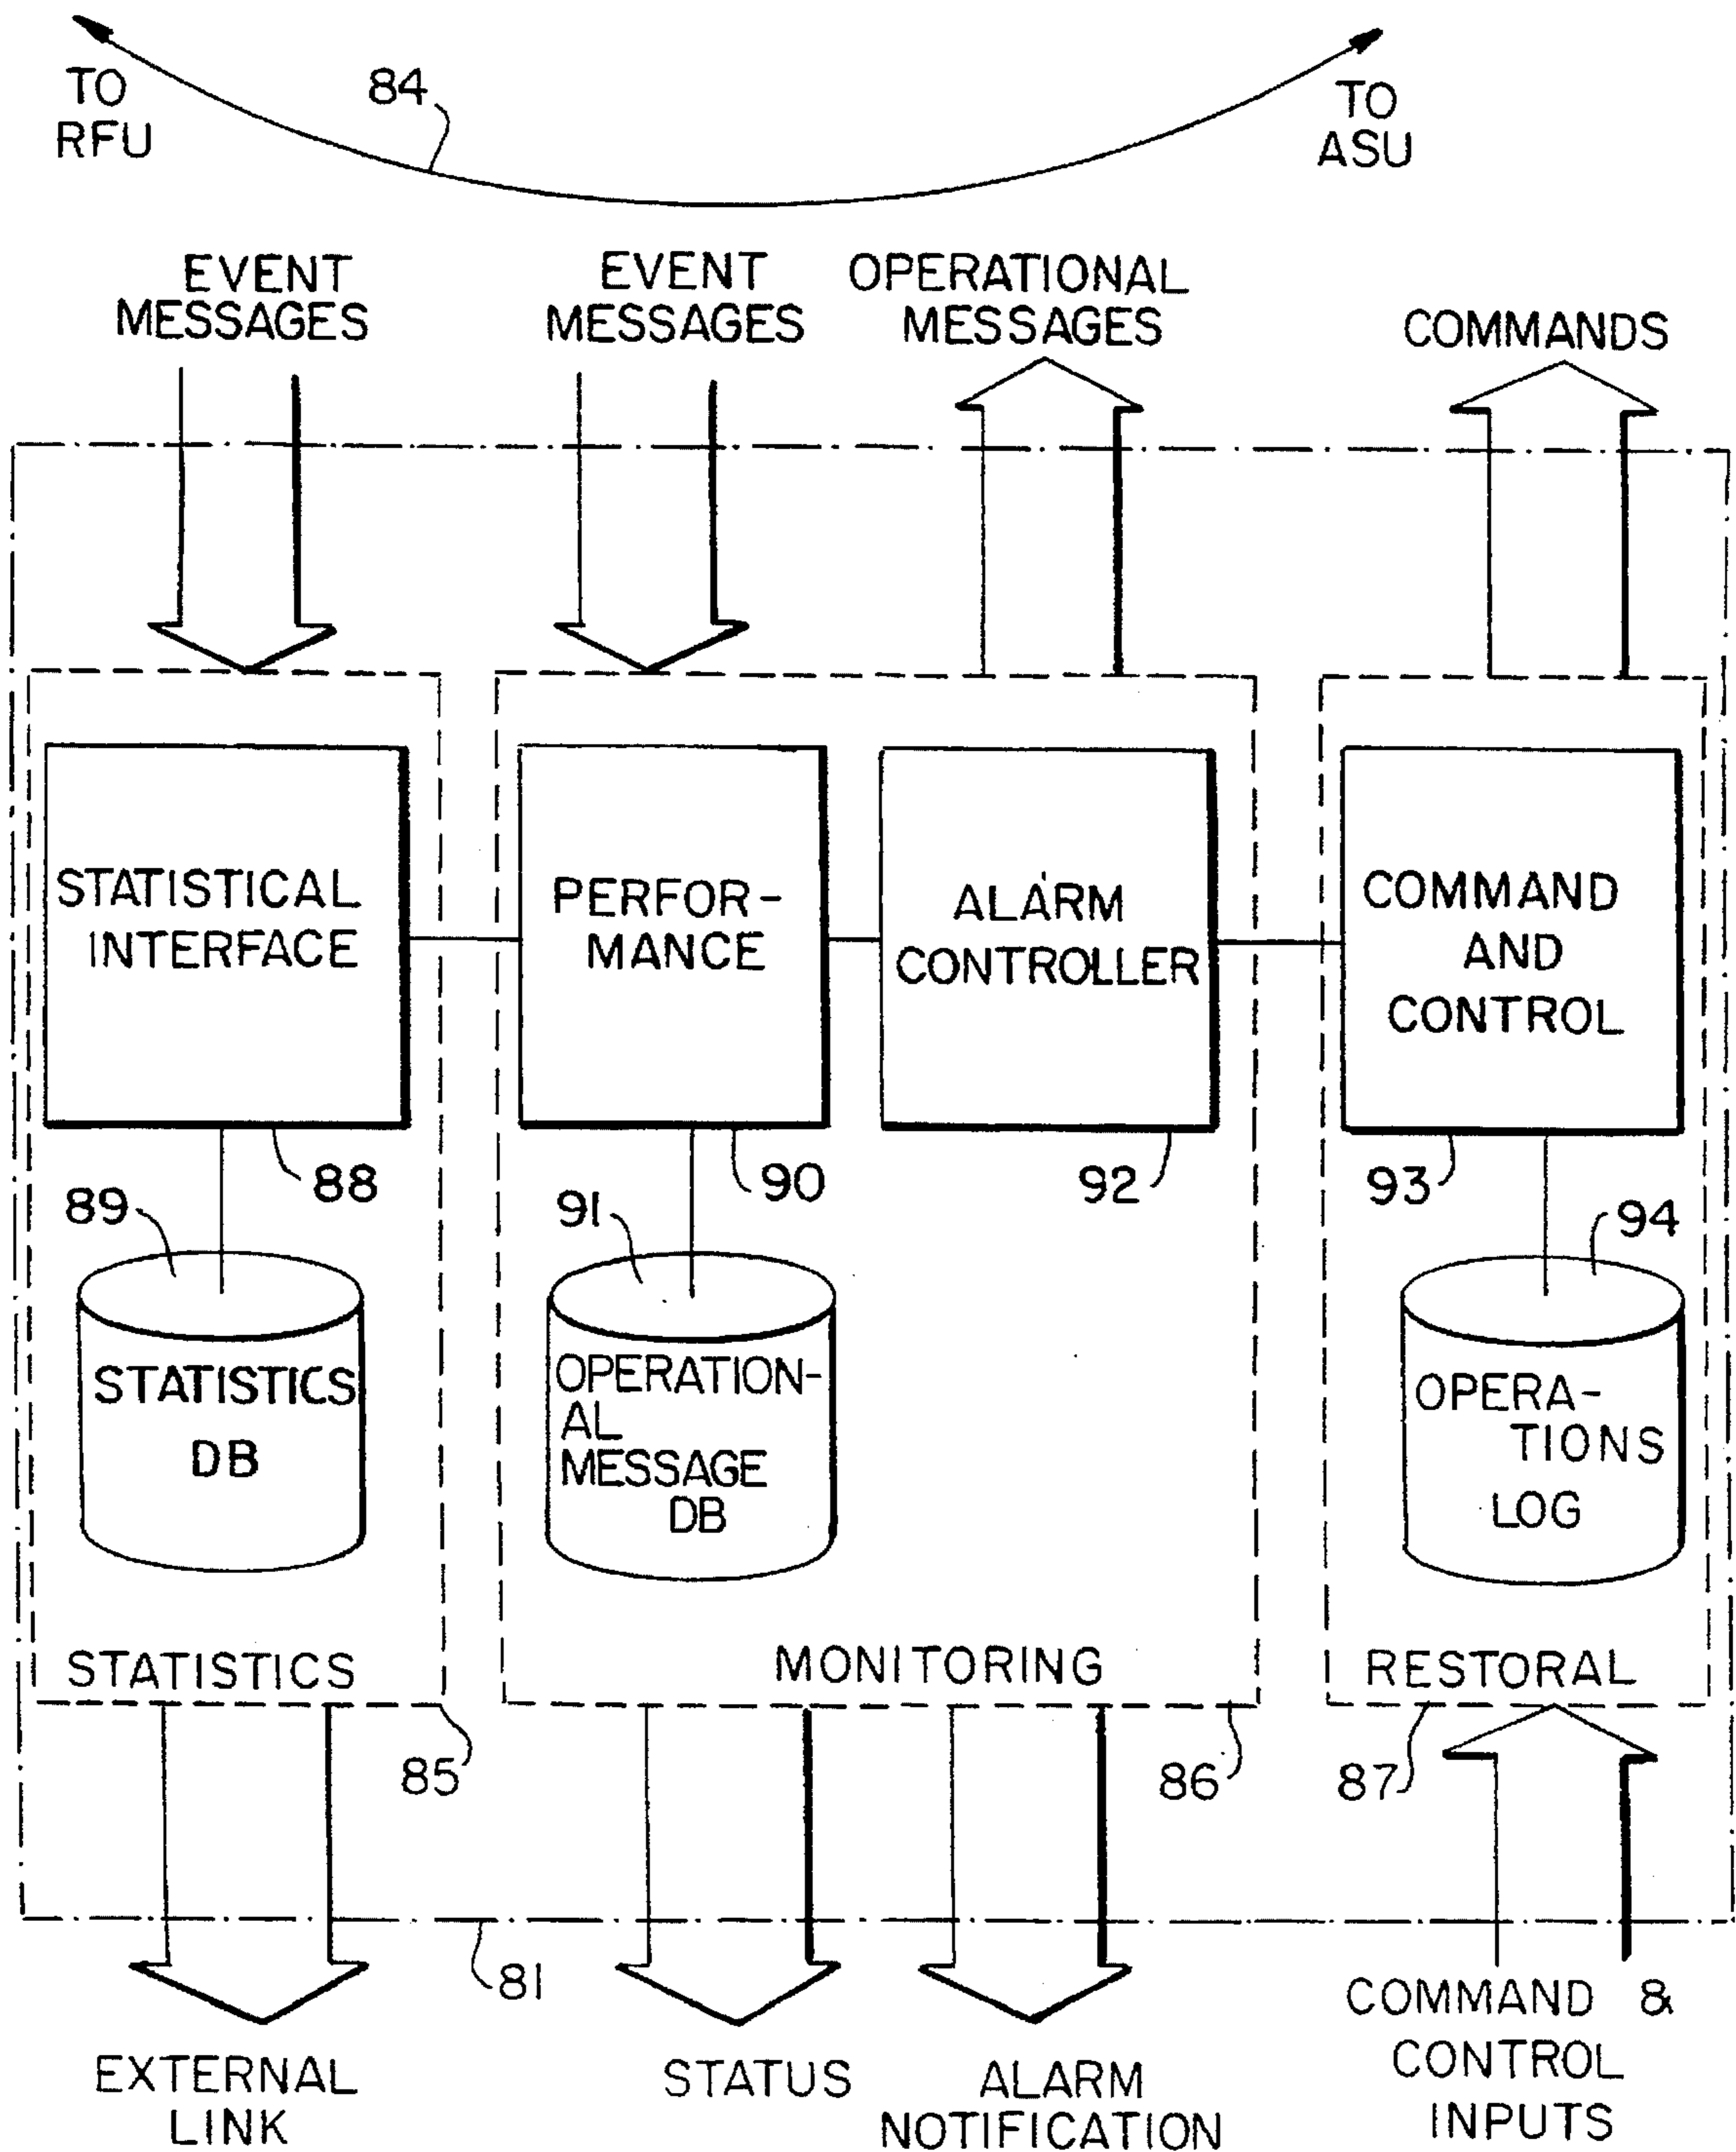 TO
RFU
84
TO
ASU
EVENT
MESSAGES
EVENT
MESSAGES
OPERATIONAL
MESSAGES
COMMANDS
STATISTICAL
INTERFACE
PERFOR-
MANCE
ALARM
CONTROLLER
COMMAND
AND
CONTROL
88
90
92
93
89
91
94
STATISTICS
DB
OPERATION-
AL
MESSAGE
DB
OPERA-
TIONS
LOG
STATISTICS
MONITORING
RESTORAL
85
86
87
81
EXTERNAL
LINK
STATUS
ALARM
NOTIFICATION
COMMAND &
CONTROL
INPUTS